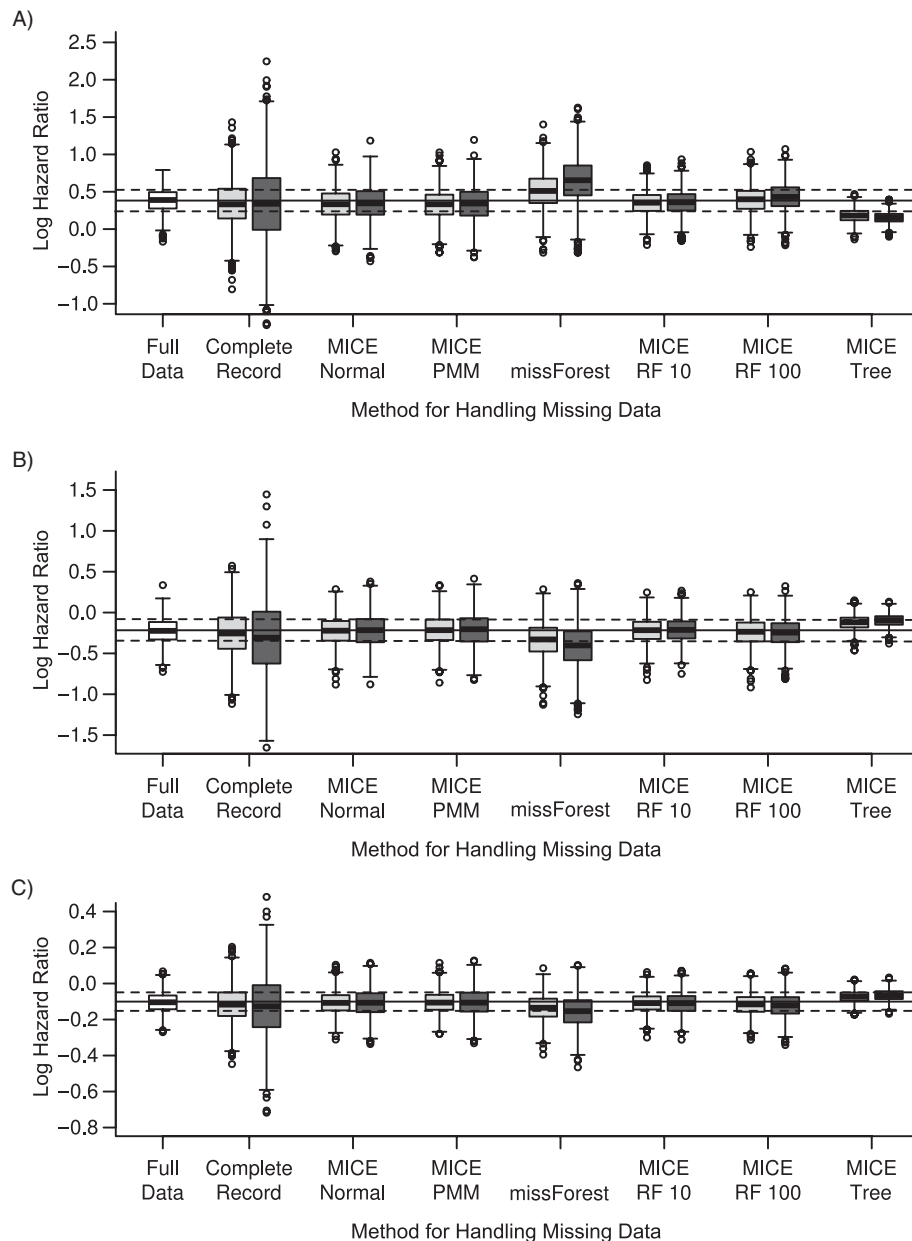 A)
2.5
2.0
1.5
1.0
0.5
0.0
−0.5
−1.0
Log Hazard Ratio
Full Data
Complete Record
MICE Normal
MICE PMM
missForest
MICE RF 10
MICE RF 100
MICE Tree
Method for Handling Missing Data
B)
1.5
1.0
0.5
0.0
−0.5
−1.0
−1.5
Log Hazard Ratio
Full Data
Complete Record
MICE Normal
MICE PMM
missForest
MICE RF 10
MICE RF 100
MICE Tree
Method for Handling Missing Data
C)
0.4
0.2
0.0
−0.2
−0.4
−0.6
−0.8
Log Hazard Ratio
Full Data
Complete Record
MICE Normal
MICE PMM
missForest
MICE RF 10
MICE RF 100
MICE Tree
Method for Handling Missing Data